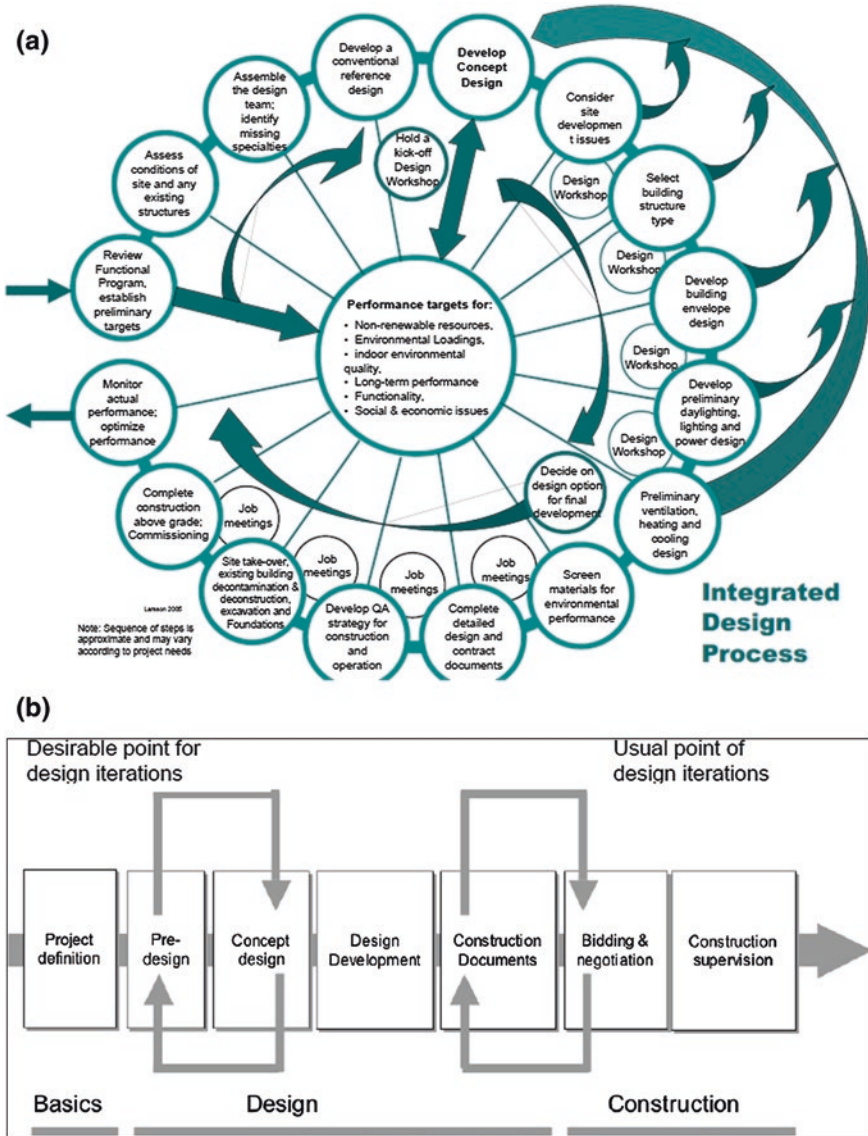 (a)
Develop a
conventional
reference
design
Develop
Concept
Design
Assemble
the design
team;
identify
missing
specialties
Consider
site
developmen
t issues
Hold a
kick-off
Design
Workshop
Assess
conditions of
site and any
existing
structures
Design
Workshop
Select
building
structure
type
Review
Functional
Program,
establish
preliminary
targets
Design
Workshop
Develop
building
envelope
design
Performance targets for:
• Non-renewable resources,
• Environmental Loadings,
• indoor environmental
quality,
• Long-term performance
• Functionality,
• Social & economic issues
Design
Workshop
Monitor
actual
performance;
optimize
performance
Develop
preliminary
daylighting,
lighting and
power design
Design
Workshop
Decide on
design option
for final
development
Complete
construction
above grade;
Commissioning
Preliminary
ventilation,
heating and
cooling
design
Job
meetings
Job
meetings
Job
meetings
Job
meetings
Site take-over,
existing building
decontamination &
deconstruction,
excavation and
Foundations
Screen
materials for
environmental
performance
Develop QA
strategy for
construction
and
operation
Complete
detailed
design and
contract
documents
Larsson 2005
Note: Sequence of steps is
approximate and may vary
according to project needs
Integrated
Design
Process
(b)
Desirable point for
design iterations
Usual point of
design iterations
Project
definition
Pre-
design
Concept
design
Design
Development
Construction
Documents
Bidding &
negotiation
Construction
supervision
Basics
Design
Construction